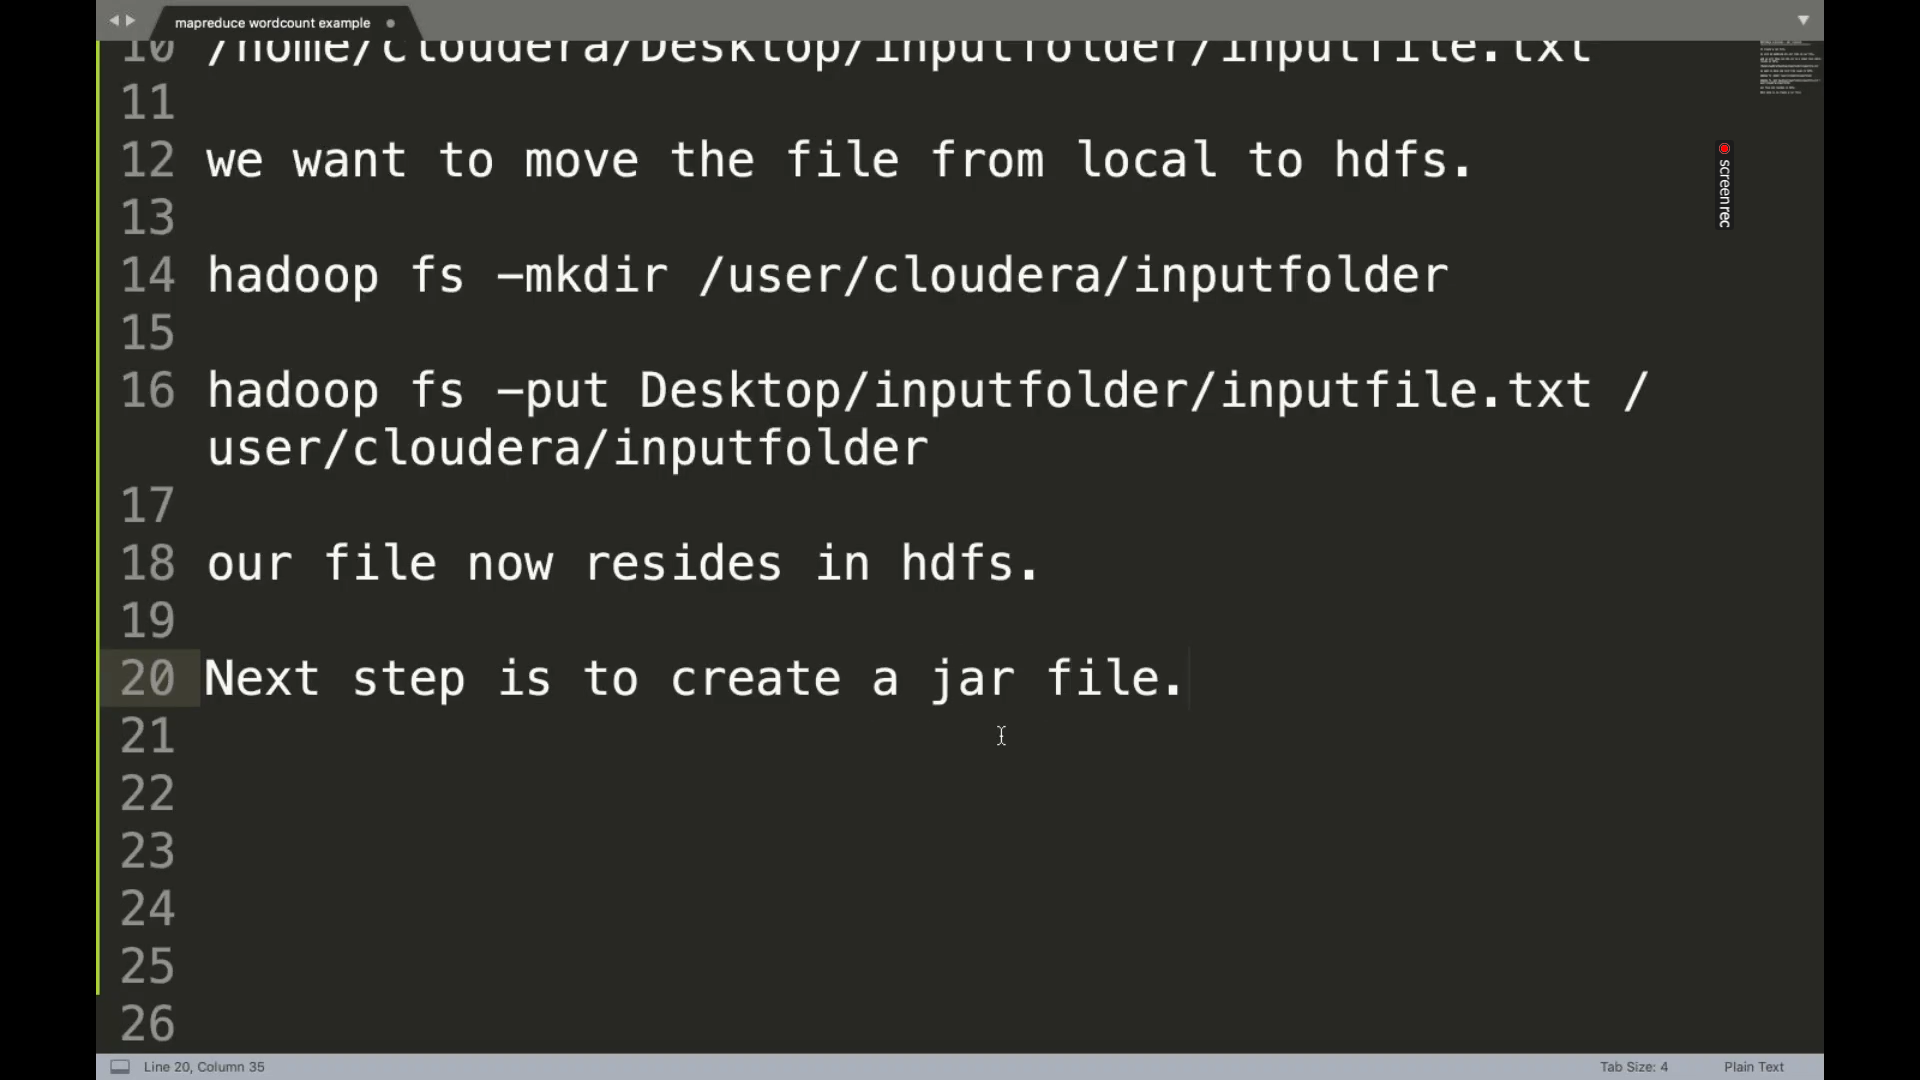 mapreduce wordcount example
10 /home/cloudera/Desktop/inputfolder/inputfile.txt
11
12 we want to move the file from local to hdfs.
13
14 hadoop fs -mkdir /user/cloudera/inputfolder
15
16 hadoop fs -put Desktop/inputfolder/inputfile.txt /
user/cloudera/inputfolder
17
18 our file now resides in hdfs.
19
20 Next step is to create a jar file.
21
22
23
24
25
26
screenrec
Line 20, Column 35
Tab Size: 4
Plain Text